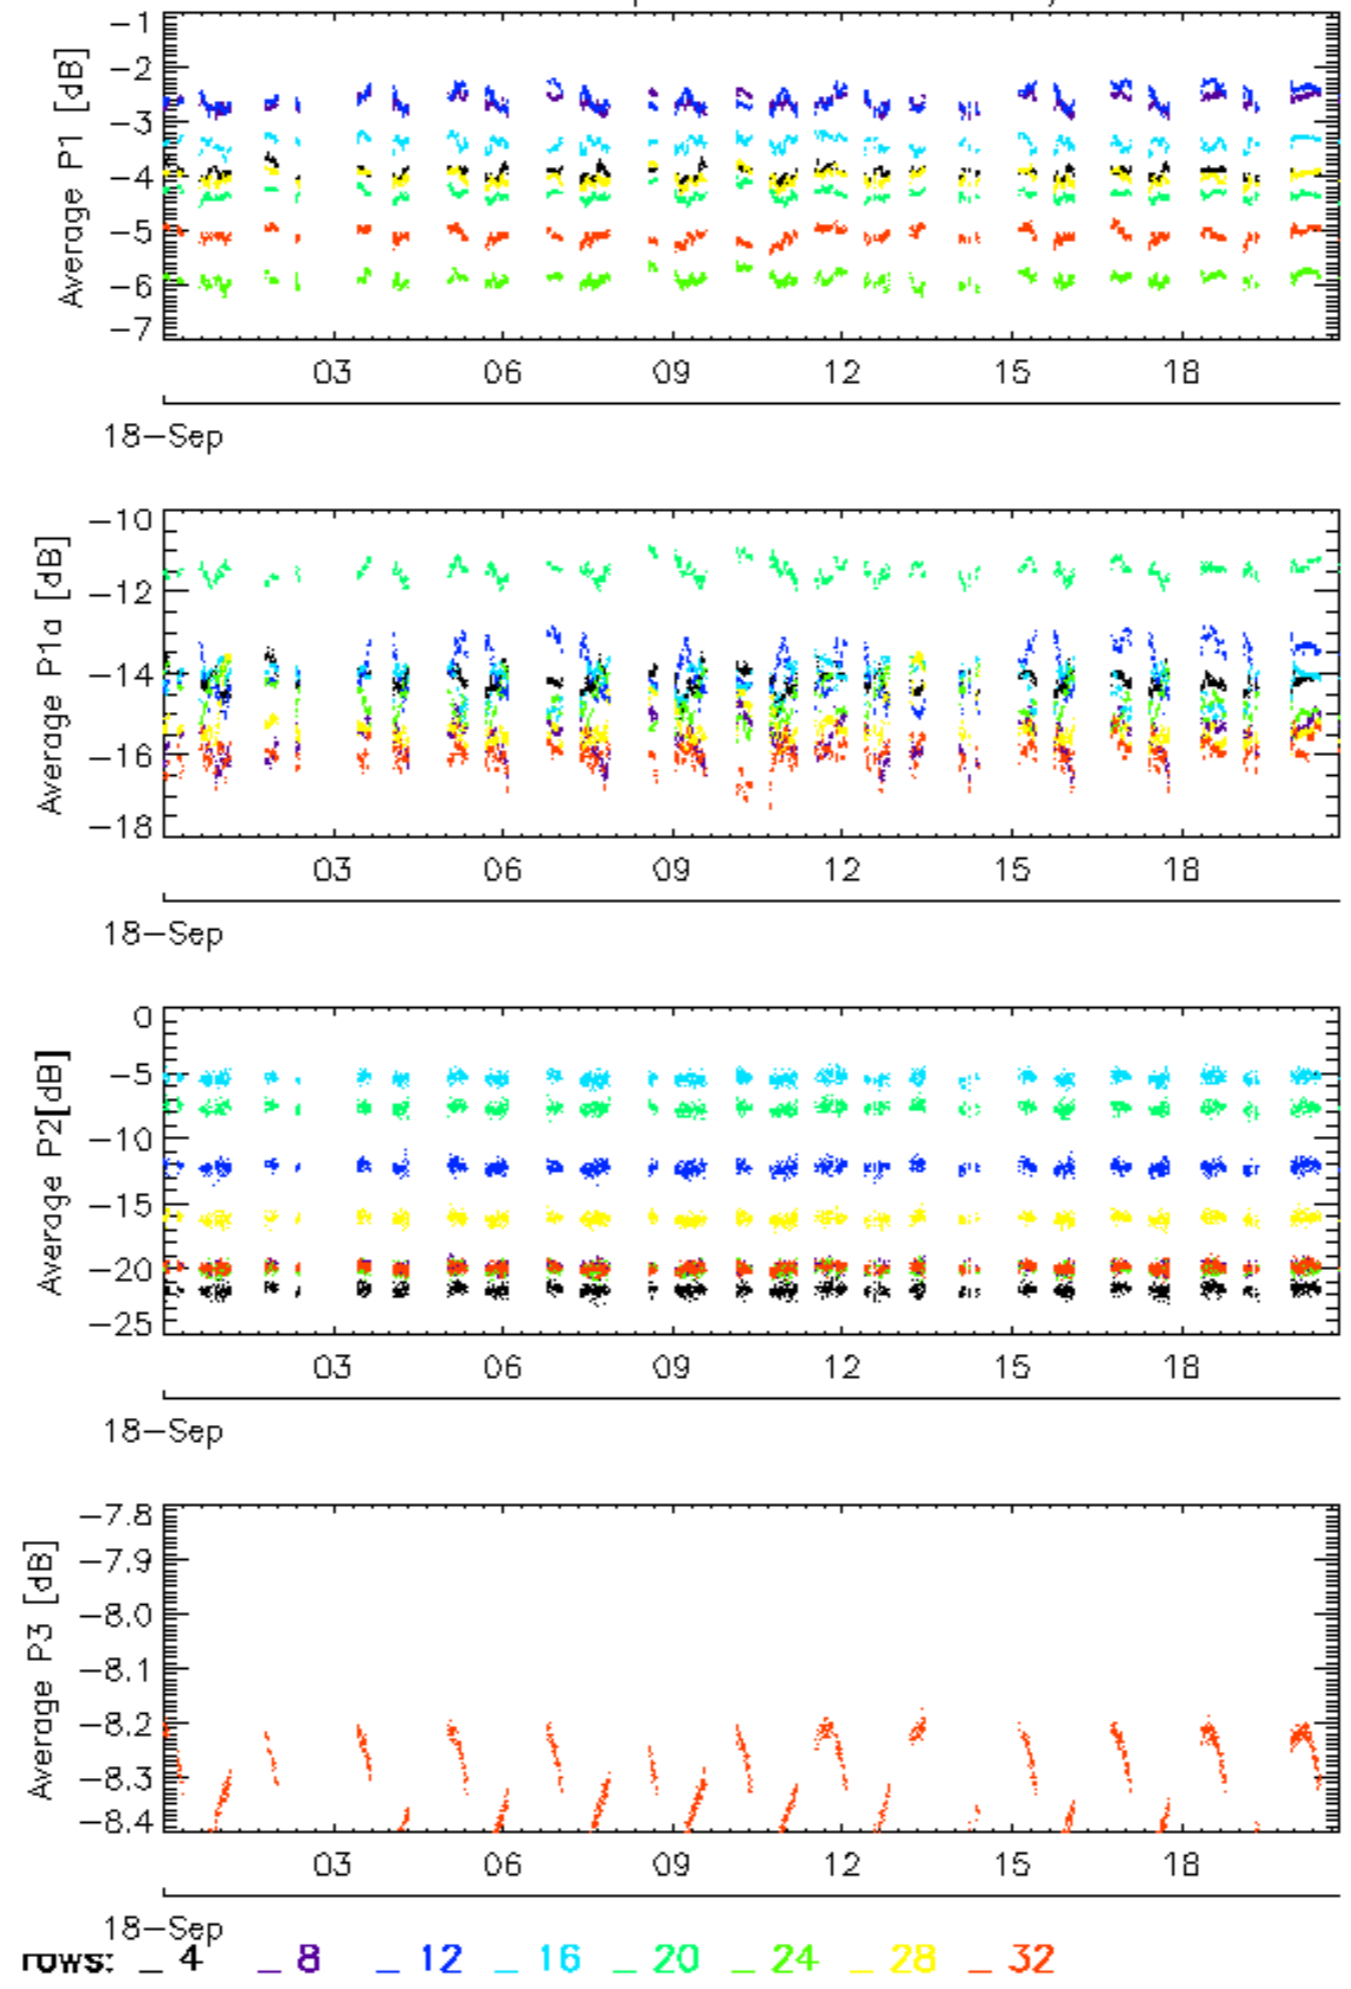 Average P1 [dB]
-1
-2
-3
-4
-5
-6
-7
03 06 09 12 15 18
18-Sep
Average P1a [dB]
-10
-12
-14
-16
-18
03 06 09 12 15 18
18-Sep
Average P2[dB]
0
-5
-10
-15
-20
-25
03 06 09 12 15 18
18-Sep
Average P3 [dB]
-7.8
-7.9
-8.0
-8.1
-8.2
-8.3
-8.4
03 06 09 12 15 18
18-Sep
rows: _ 4 _ 8 _ 12 _ 16 _ 20 _ 24 _ 28 _ 32